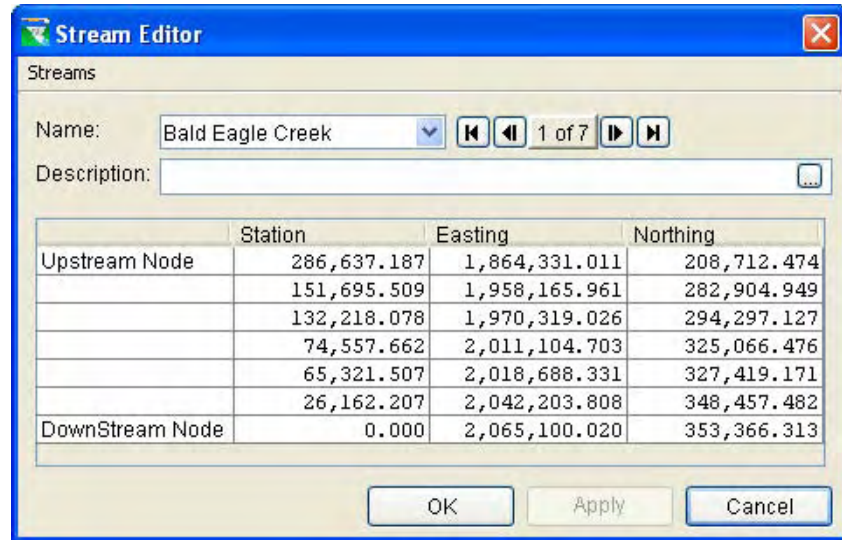 Stream Editor
Streams
Name: Bald Eagle Creek 1 of 7
Description: ...
Station Easting Northing
Upstream Node 286,637.187 1,864,331.011 208,712.474
151,695.509 1,958,165.961 282,904.949
132,218.078 1,970,319.026 294,297.127
74,557.662 2,011,104.703 325,066.476
65,321.507 2,018,688.331 327,419.171
26,162.207 2,042,203.808 348,457.482
DownStream Node 0.000 2,065,100.020 353,366.313
OK Apply Cancel